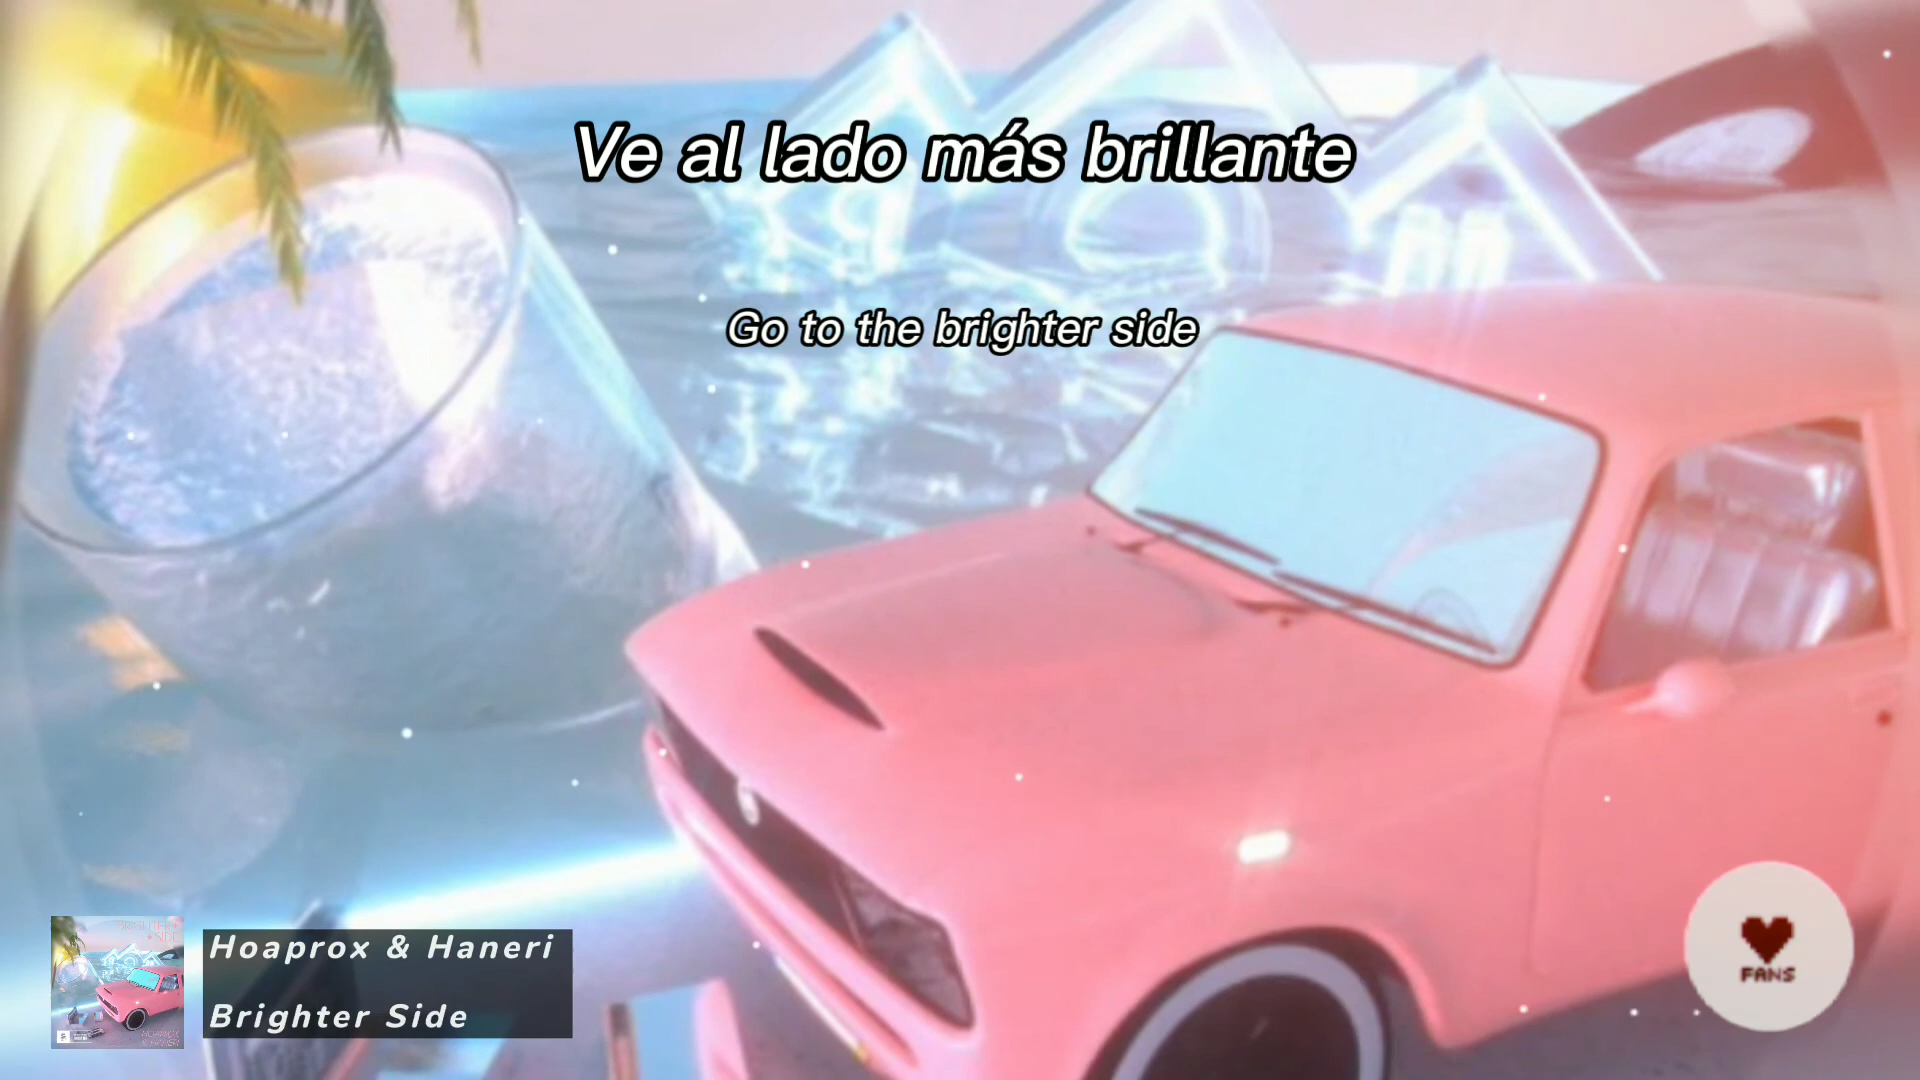 Ve al lado más brillante
Go to the brighter side
Hoaprox & Haneri
Brighter Side
FANS